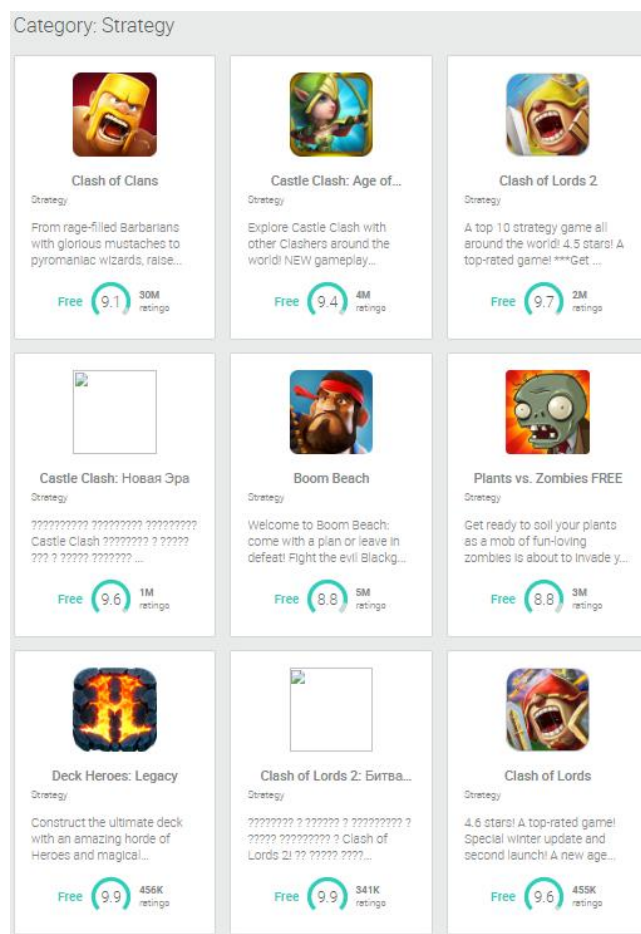 Category: Strategy
Clash of Clans
Strategy
From rage-filled Barbarians
with glorious mustaches to
pyromaniac wizards, raise...
Free 9.1 30M
ratings
Castle Clash: Age of...
Strategy
Explore Castle Clash with
other Clashers around the
world! NEW gameplay...
Free 9.4 4M
ratings
Clash of Lords 2
Strategy
A top 10 strategy game all
around the world! 4.5 stars! A
top-rated game! ***Get ...
Free 9.7 2M
ratings
Castle Clash: Новая Эра
Strategy
?????????? ????????? ?????????
Castle Clash ???????? ? ?????
??? ? ????? ??????? ...
Free 9.6 1M
ratings
Boom Beach
Strategy
Welcome to Boom Beach:
come with a plan or leave in
defeat! Fight the evil Blackg...
Free 8.8 5M
ratings
Plants vs. Zombies FREE
Strategy
Get ready to soil your plants
as a mob of fun-loving
zombies is about to invade y...
Free 8.8 3M
ratings
Deck Heroes: Legacy
Strategy
Construct the ultimate deck
with an amazing horde of
Heroes and magical...
Free 9.9 456K
ratings
Clash of Lords 2: Битва...
Strategy
???????? ? ?????? ? ????????? ?
????? ????????? ? Clash of
Lords 2! ?? ????? ????...
Free 9.9 341K
ratings
Clash of Lords
Strategy
4.6 stars! A top-rated game!
Special winter update and
second launch! A new age...
Free 9.6 455K
ratings